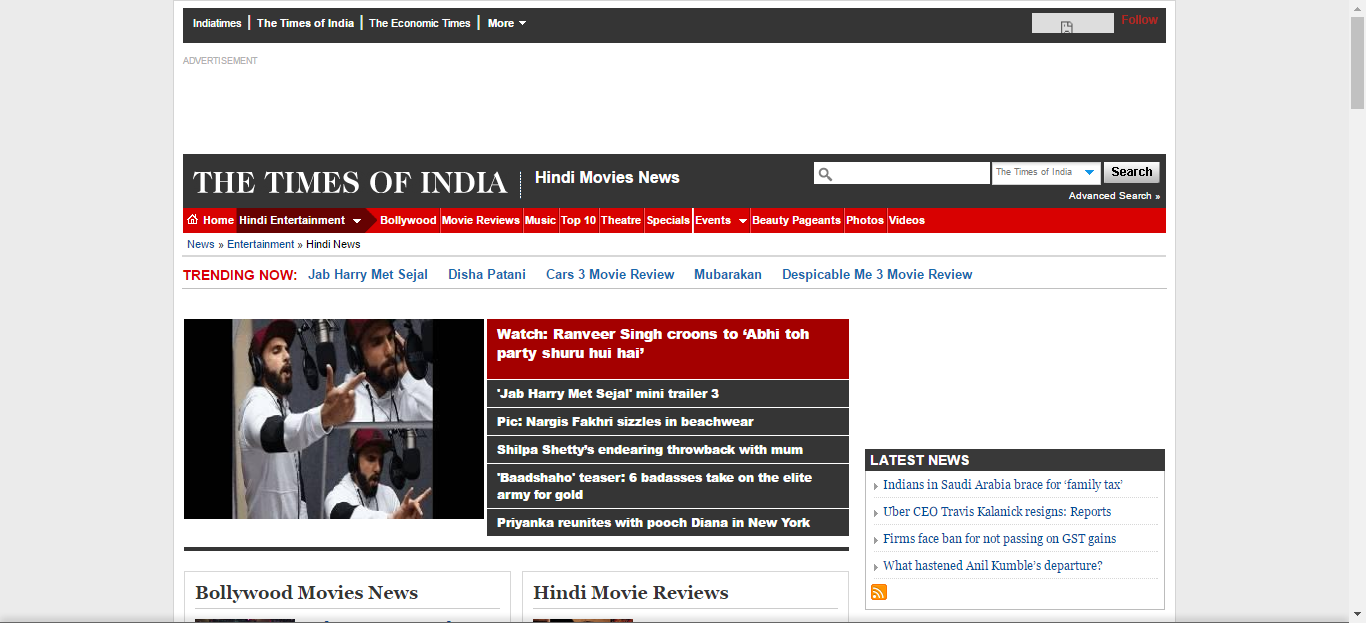 Indiatimes | The Times of India | The Economic Times | More
Follow
ADVERTISEMENT
THE TIMES OF INDIA
Hindi Movies News
The Times of India
Search
Advanced Search »
Home
Hindi Entertainment
Bollywood
Movie Reviews
Music
Top 10
Theatre
Specials
Events
Beauty Pageants
Photos
Videos
News » Entertainment » Hindi News
TRENDING NOW: Jab Harry Met Sejal Disha Patani Cars 3 Movie Review Mubarakan Despicable Me 3 Movie Review
Watch: Ranveer Singh croons to ‘Abhi toh
party shuru hui hai’
'Jab Harry Met Sejal' mini trailer 3
Pic: Nargis Fakhri sizzles in beachwear
Shilpa Shetty’s endearing throwback with mum
'Baadshaho' teaser: 6 badasses take on the elite
army for gold
Priyanka reunites with pooch Diana in New York
LATEST NEWS
Indians in Saudi Arabia brace for ‘family tax’
Uber CEO Travis Kalanick resigns: Reports
Firms face ban for not passing on GST gains
What hastened Anil Kumble’s departure?
Bollywood Movies News
Hindi Movie Reviews